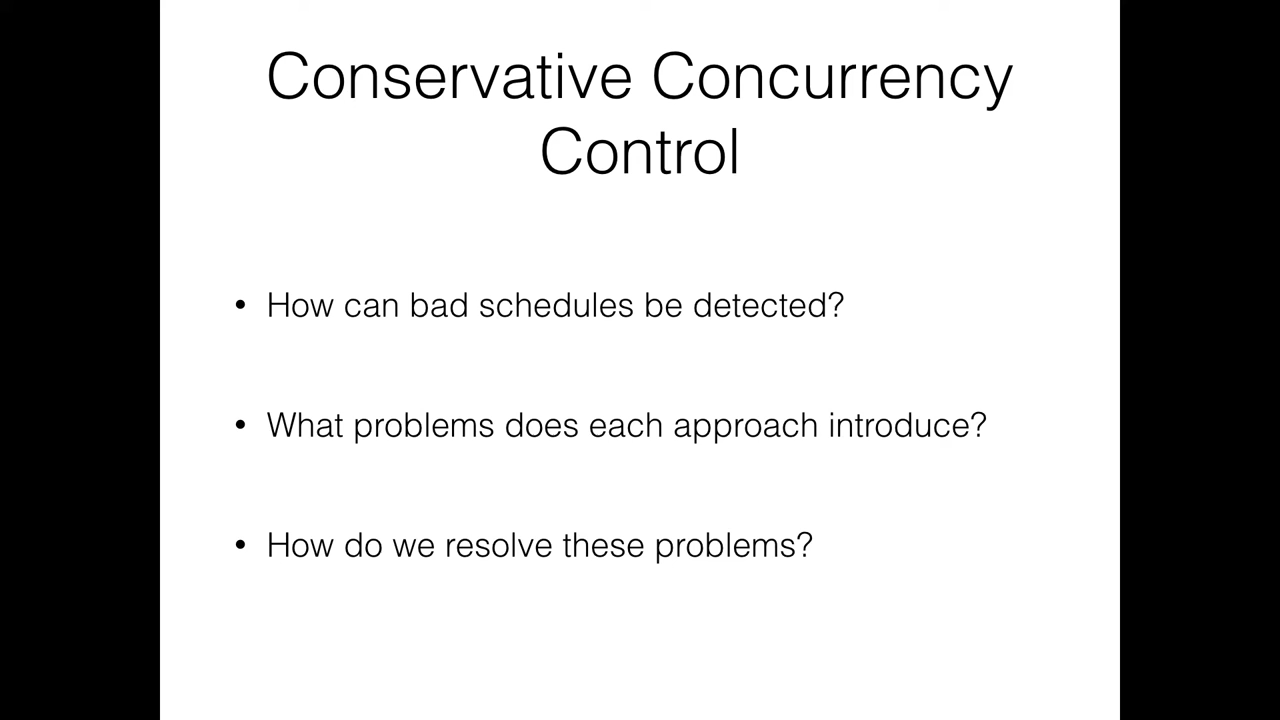 Conservative Concurrency
Control
• How can bad schedules be detected?
• What problems does each approach introduce?
• How do we resolve these problems?